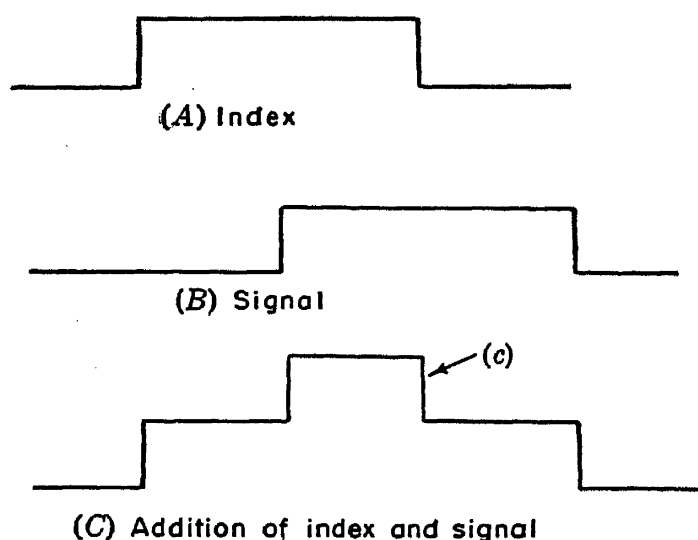 (A) Index
(B) Signal
(c)
(C) Addition of index and signal